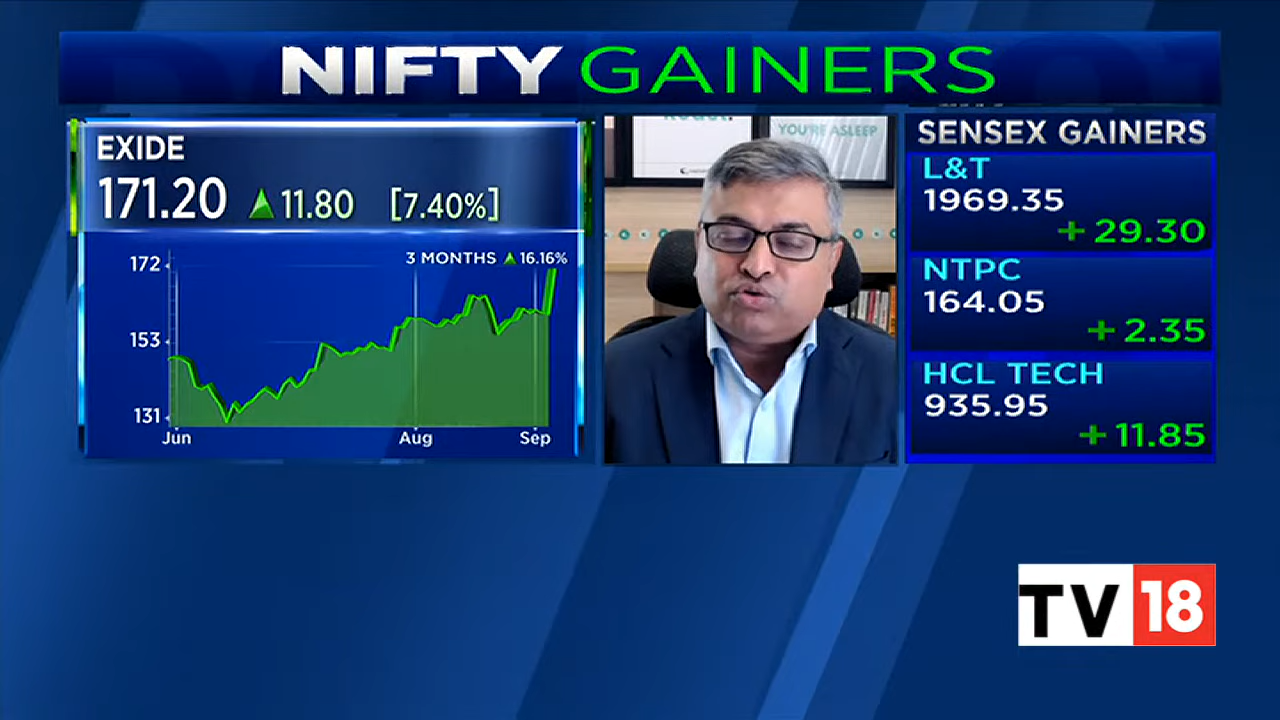 NIFTY GAINERS
EXIDE
171.20 ▲ 11.80 [7.40%]
3 MONTHS ▲ 16.16%
172
153
131
Jun Aug Sep
YOU'RE ASLEEP
SENSEX GAINERS
L&T
1969.35
+ 29.30
NTPC
164.05
+ 2.35
HCL TECH
935.95
+ 11.85
TV18